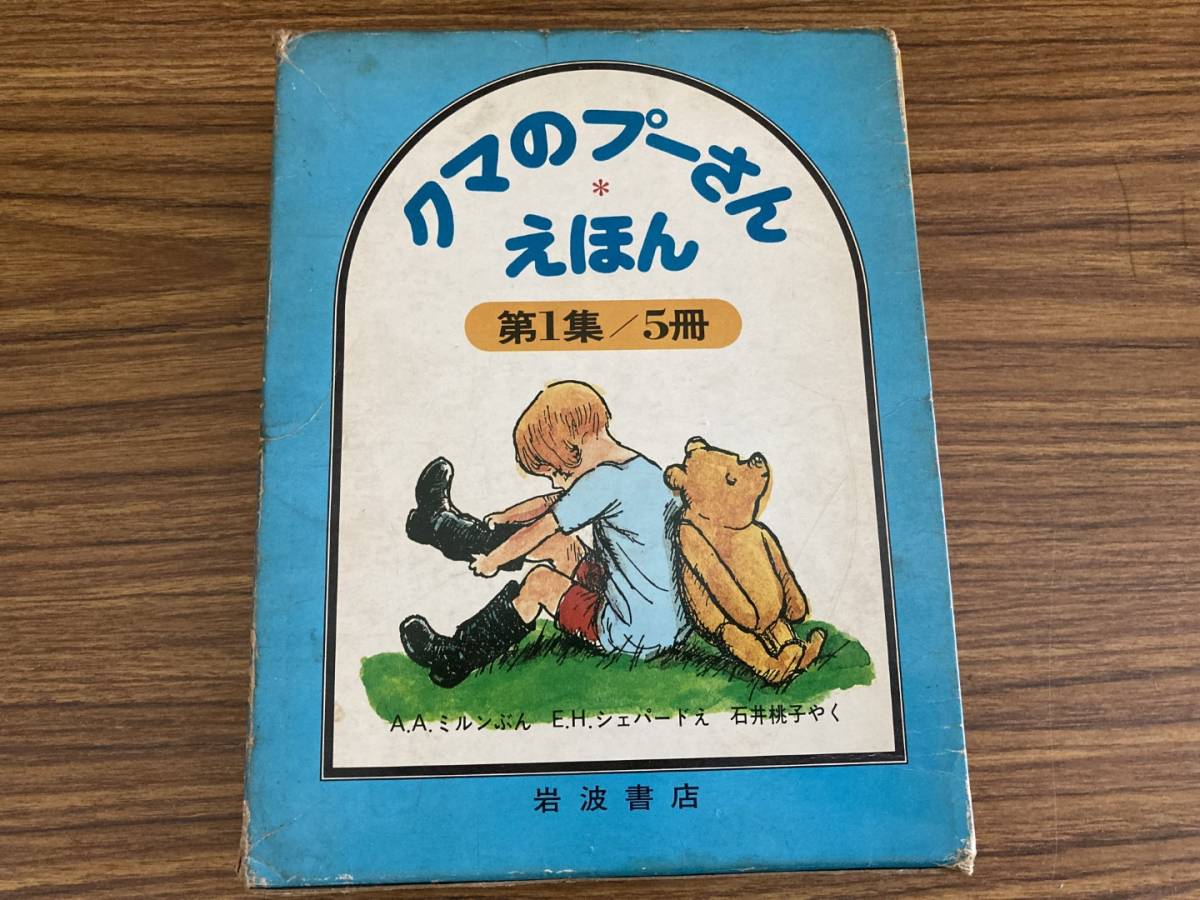 クマのプーさん
*
えほん
第1集/5冊
A.A.ミルンぶん E.H.シェパードえ 石井桃子やく
岩波書店